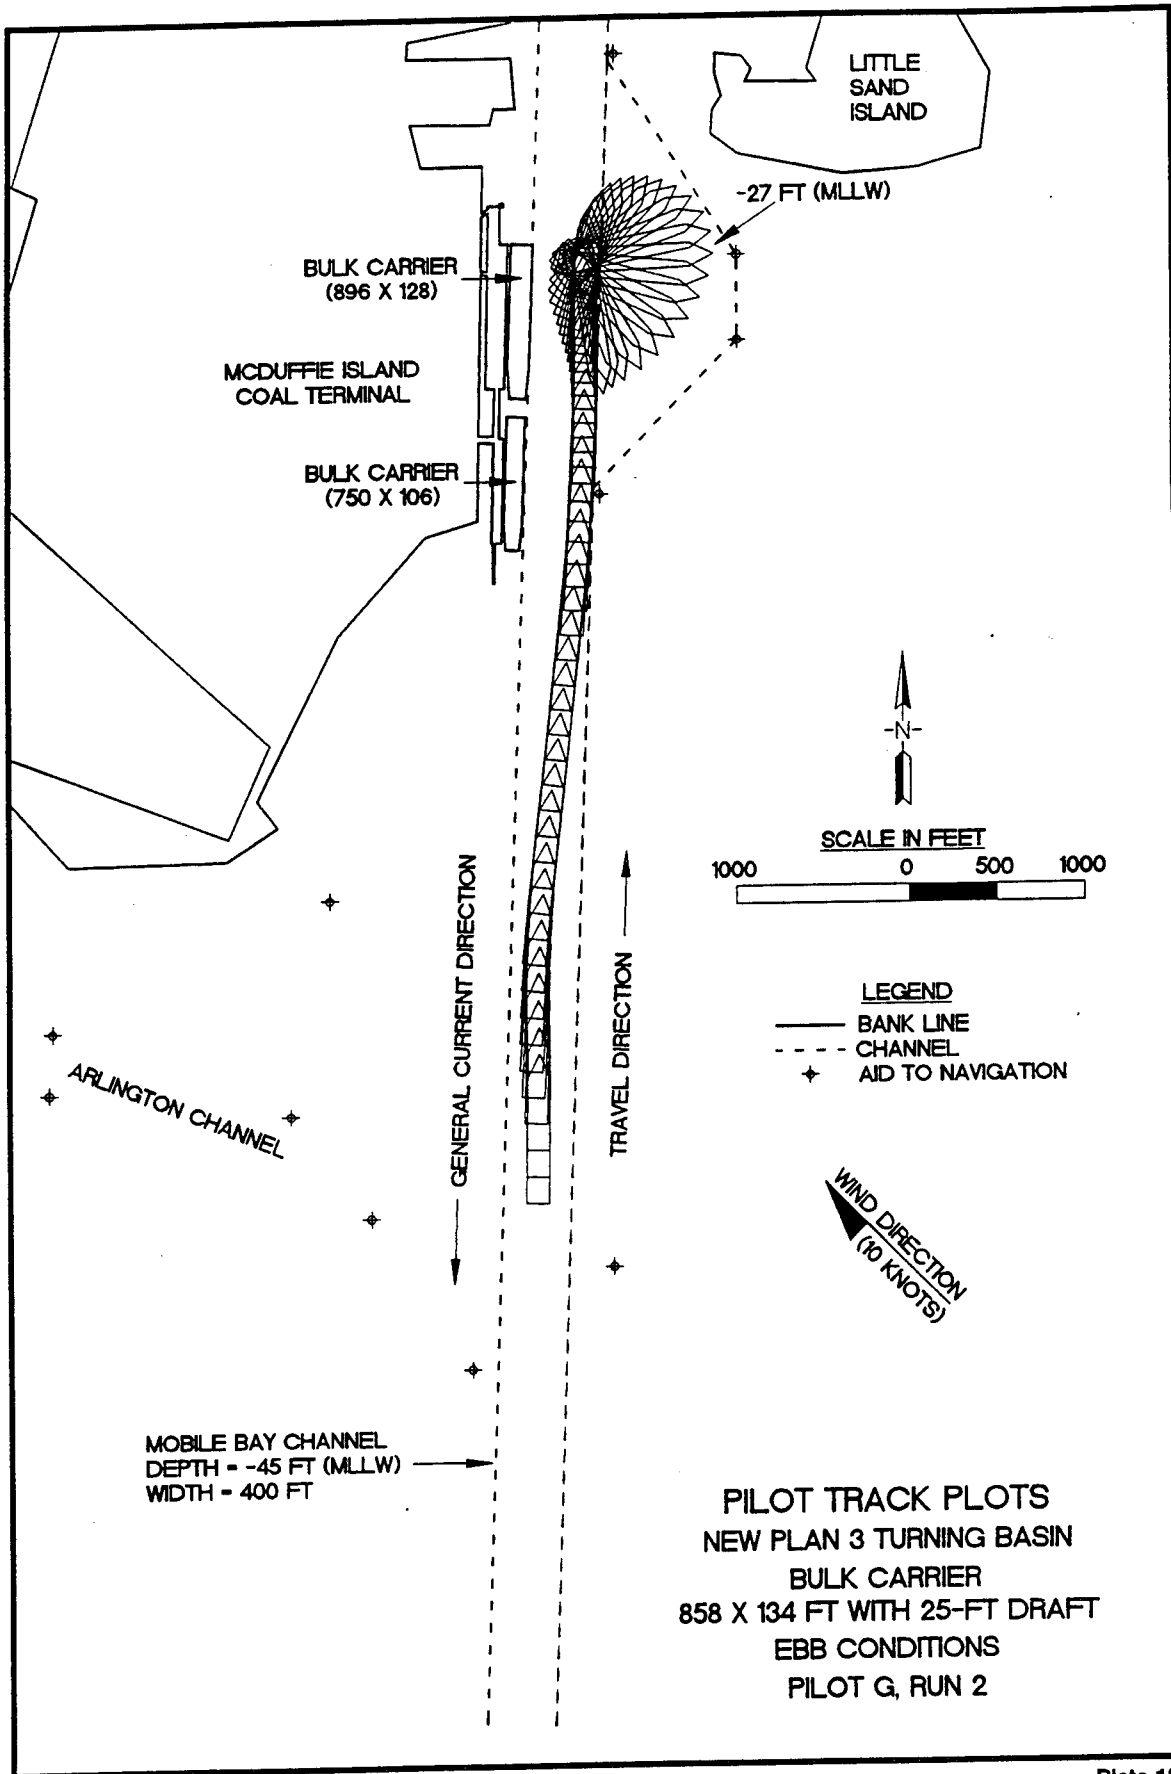 LITTLE
SAND
ISLAND
-27 FT (MLLW)
BULK CARRIER
(896 X 128)
MCDUFFIE ISLAND
COAL TERMINAL
BULK CARRIER
(750 X 106)
-N-
SCALE IN FEET
1000 0 500 1000
GENERAL CURRENT DIRECTION
TRAVEL DIRECTION
LEGEND
BANK LINE
CHANNEL
AID TO NAVIGATION
ARLINGTON CHANNEL
WIND DIRECTION
(10 KNOTS)
MOBILE BAY CHANNEL
DEPTH = -45 FT (MLLW)
WIDTH = 400 FT
PILOT TRACK PLOTS
NEW PLAN 3 TURNING BASIN
BULK CARRIER
858 X 134 FT WITH 25-FT DRAFT
EBB CONDITIONS
PILOT G, RUN 2
Plate